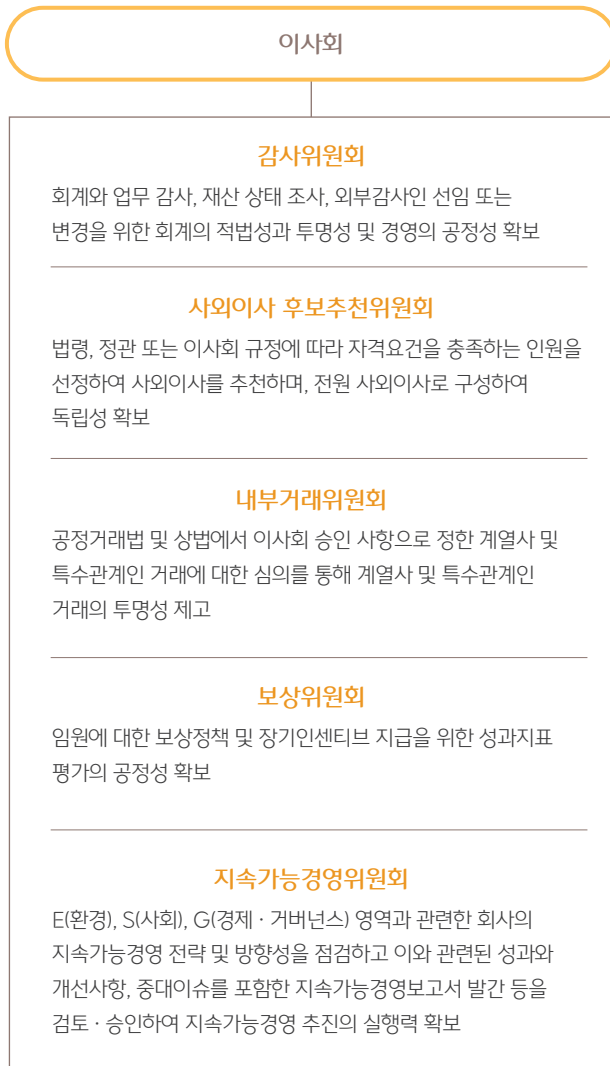 이사회
감사위원회
회계와 업무 감사, 재산 상태 조사, 외부감사인 선임 또는
변경을 위한 회계의 적법성과 투명성 및 경영의 공정성 확보
사외이사 후보추천위원회
법령, 정관 또는 이사회 규정에 따라 자격요건을 충족하는 인원을
선정하여 사외이사를 추천하며, 전원 사외이사로 구성하여
독립성 확보
내부거래위원회
공정거래법 및 상법에서 이사회 승인 사항으로 정한 계열사 및
특수관계인 거래에 대한 심의를 통해 계열사 및 특수관계인
거래의 투명성 제고
보상위원회
임원에 대한 보상정책 및 장기인센티브 지급을 위한 성과지표
평가의 공정성 확보
지속가능경영위원회
E(환경), S(사회), G(경제 · 거버넌스) 영역과 관련한 회사의
지속가능경영 전략 및 방향성을 점검하고 이와 관련된 성과와
개선사항, 중대이슈를 포함한 지속가능경영보고서 발간 등을
검토 · 승인하여 지속가능경영 추진의 실행력 확보